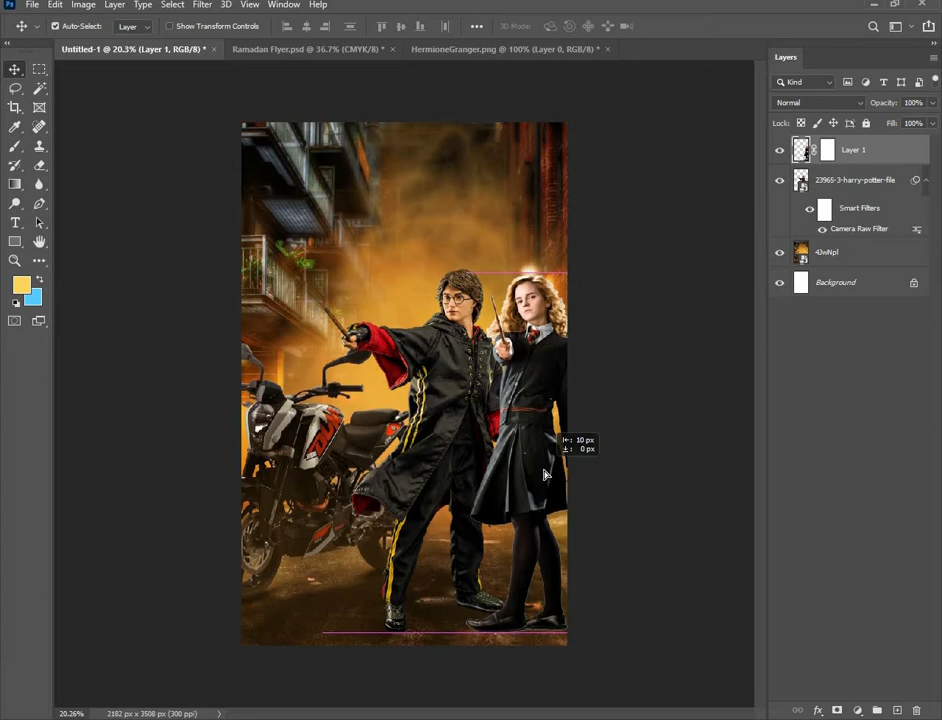 Ps File Edit Image Layer Type Select Filter 3D View Window Help
Auto-Select: Layer Show Transform Controls 3D Mode:
Untitled-1 @ 20.3% (Layer 1, RGB/8) * × Ramadan Flyer.psd @ 36.7% (CMYK/8) * × HermioneGranger.png @ 100% (Layer 0, RGB/8) * ×
Layers
Kind
Normal Opacity: 100%
Lock: Fill: 100%
Layer 1
23965-3-harry-potter-file
Smart Filters
Camera Raw Filter
4JwNpl
Background
DUKE
: 10 px
: 0 px
20.26% 2182 px x 3508 px (300 ppi)